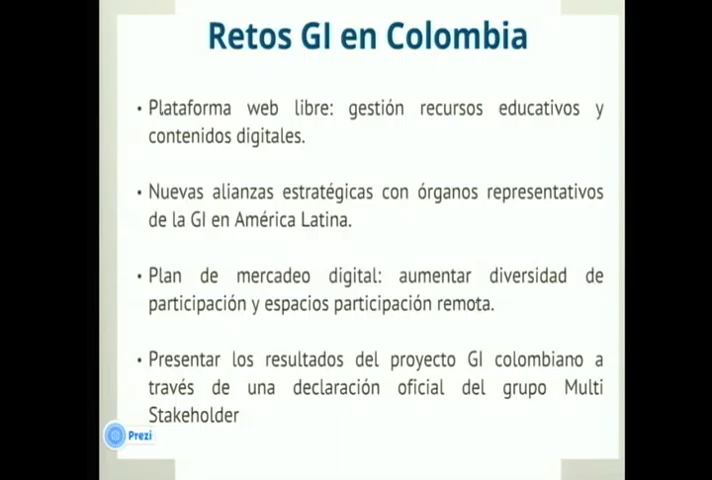 Retos GI en Colombia
• Plataforma web libre: gestión recursos educativos y
contenidos digitales.
• Nuevas alianzas estratégicas con órganos representativos
de la GI en América Latina.
• Plan de mercadeo digital: aumentar diversidad de
participación y espacios participación remota.
• Presentar los resultados del proyecto GI colombiano a
través de una declaración oficial del grupo Multi
Stakeholder
Prezi